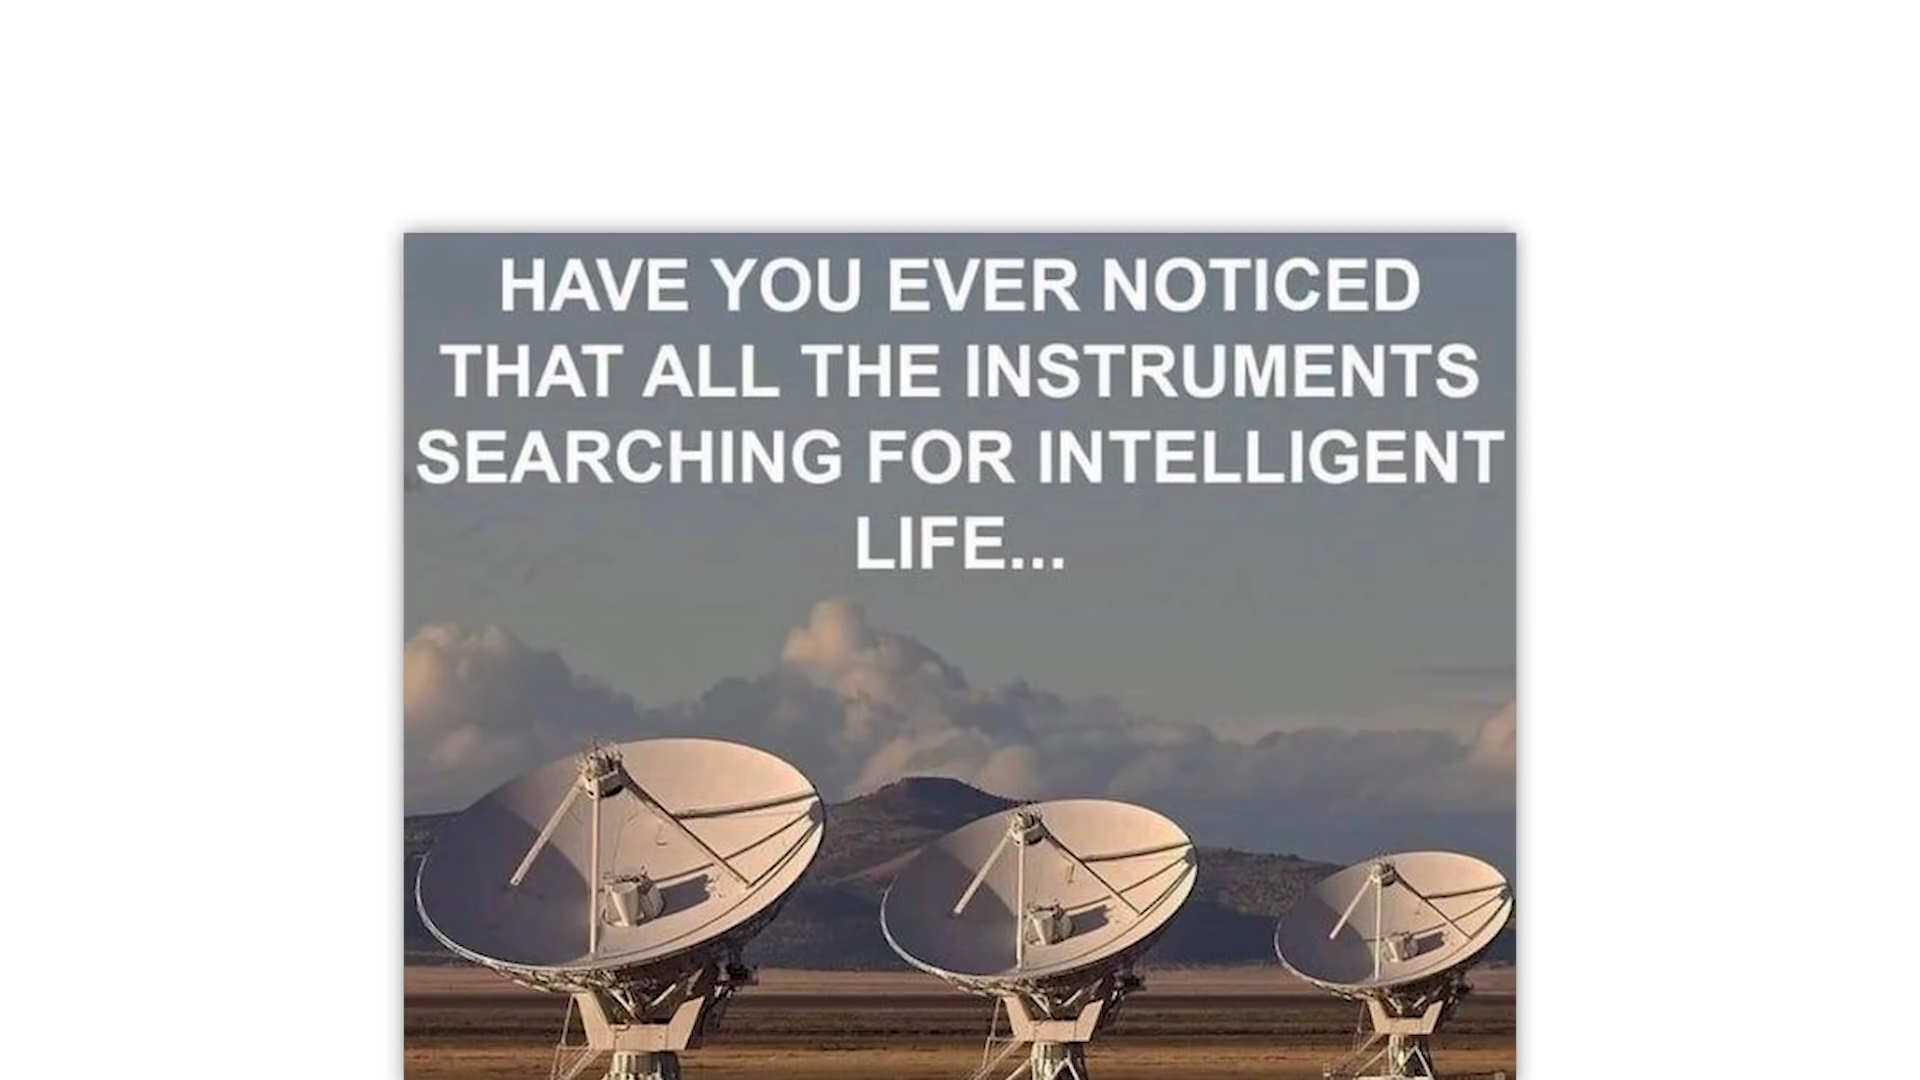 HAVE YOU EVER NOTICED
THAT ALL THE INSTRUMENTS
SEARCHING FOR INTELLIGENT
LIFE...